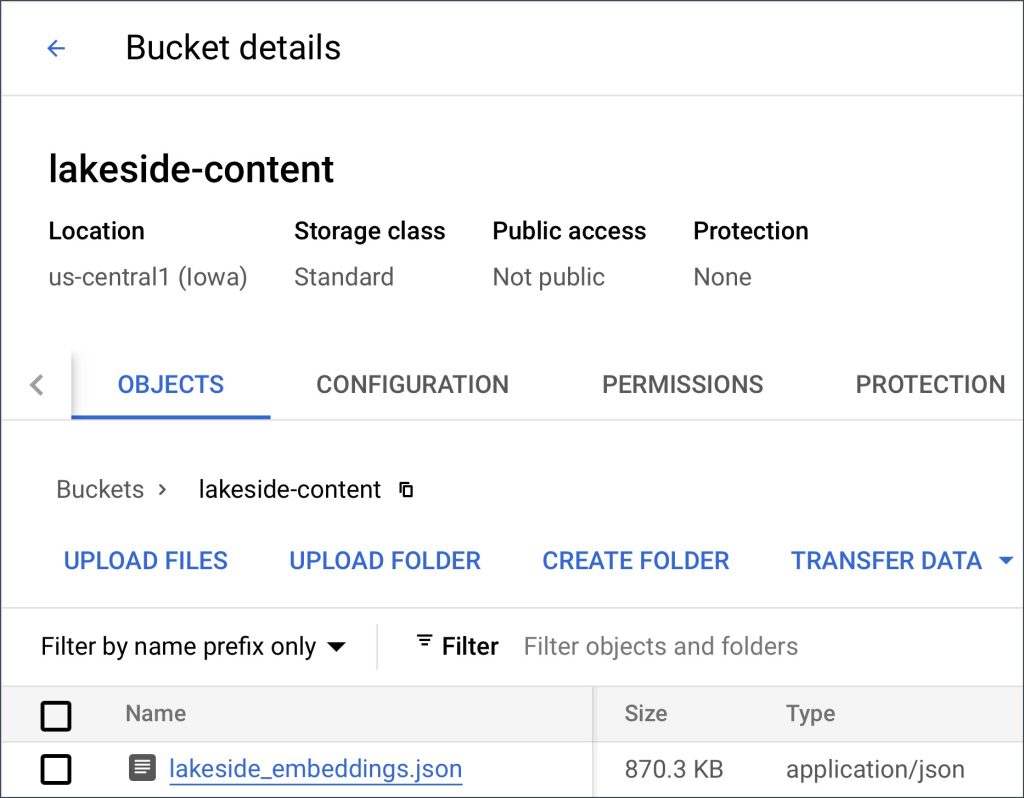 Bucket details
lakeside-content
Location Storage class Public access Protection
us-central1 (Iowa) Standard Not public None
OBJECTS CONFIGURATION PERMISSIONS PROTECTION
Buckets > lakeside-content
UPLOAD FILES UPLOAD FOLDER CREATE FOLDER TRANSFER DATA
Filter by name prefix only Filter Filter objects and folders
Name Size Type
lakeside_embeddings.json 870.3 KB application/json